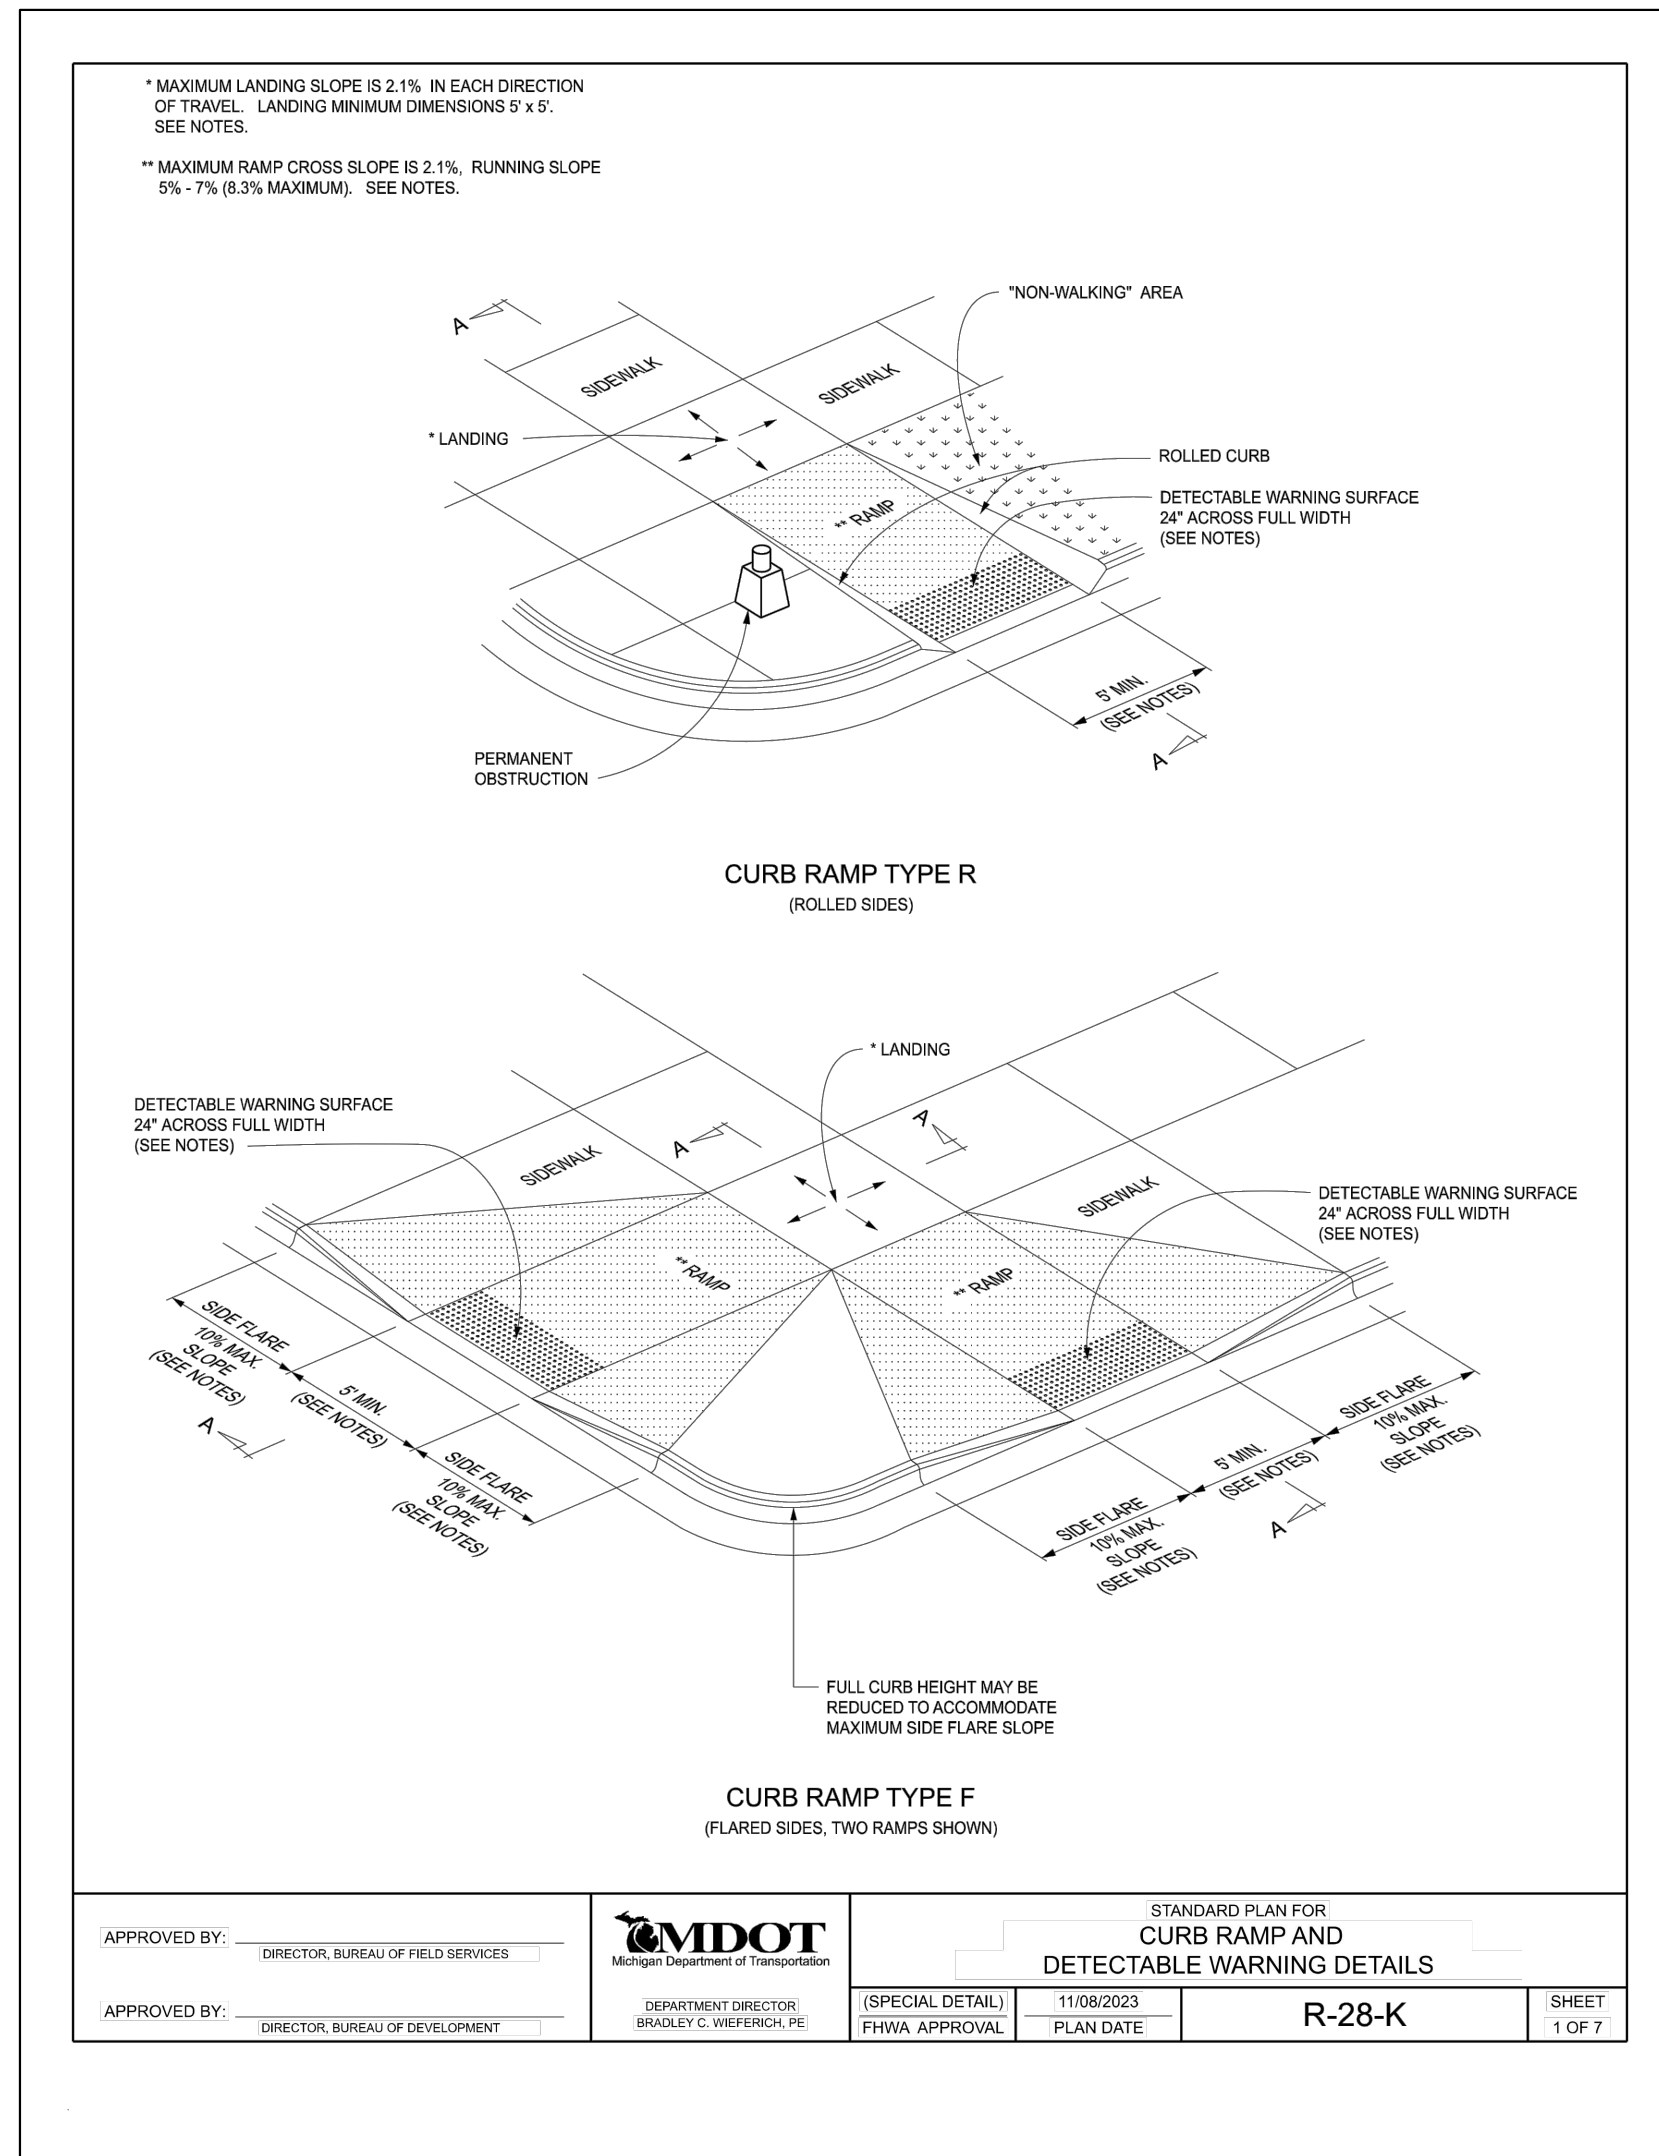 * MAXIMUM LANDING SLOPE IS 2.1% IN EACH DIRECTION
OF TRAVEL. LANDING MINIMUM DIMENSIONS 5' x 5'.
SEE NOTES.
** MAXIMUM RAMP CROSS SLOPE IS 2.1%, RUNNING SLOPE
5% - 7% (8.3% MAXIMUM). SEE NOTES.
"NON-WALKING" AREA
A
SIDEWALK
SIDEWALK
* LANDING
ROLLED CURB
DETECTABLE WARNING SURFACE
24" ACROSS FULL WIDTH
(SEE NOTES)
** RAMP
5' MIN.
(SEE NOTES)
A
PERMANENT
OBSTRUCTION
CURB RAMP TYPE R
(ROLLED SIDES)
* LANDING
DETECTABLE WARNING SURFACE
24" ACROSS FULL WIDTH
(SEE NOTES)
A
A
SIDEWALK
SIDEWALK
DETECTABLE WARNING SURFACE
24" ACROSS FULL WIDTH
(SEE NOTES)
** RAMP
** RAMP
SIDE FLARE
10% MAX.
SLOPE
(SEE NOTES)
5' MIN.
(SEE NOTES)
A
SIDE FLARE
10% MAX.
SLOPE
(SEE NOTES)
SIDE FLARE
10% MAX.
SLOPE
(SEE NOTES)
5' MIN.
(SEE NOTES)
A
SIDE FLARE
10% MAX.
SLOPE
(SEE NOTES)
FULL CURB HEIGHT MAY BE
REDUCED TO ACCOMMODATE
MAXIMUM SIDE FLARE SLOPE
CURB RAMP TYPE F
(FLARED SIDES, TWO RAMPS SHOWN)
APPROVED BY:
DIRECTOR, BUREAU OF FIELD SERVICES
APPROVED BY:
DIRECTOR, BUREAU OF DEVELOPMENT
MDOT
Michigan Department of Transportation
DEPARTMENT DIRECTOR
BRADLEY C. WIEFERICH, PE
STANDARD PLAN FOR
CURB RAMP AND
DETECTABLE WARNING DETAILS
(SPECIAL DETAIL)
FHWA APPROVAL
11/08/2023
PLAN DATE
R-28-K
SHEET
1 OF 7